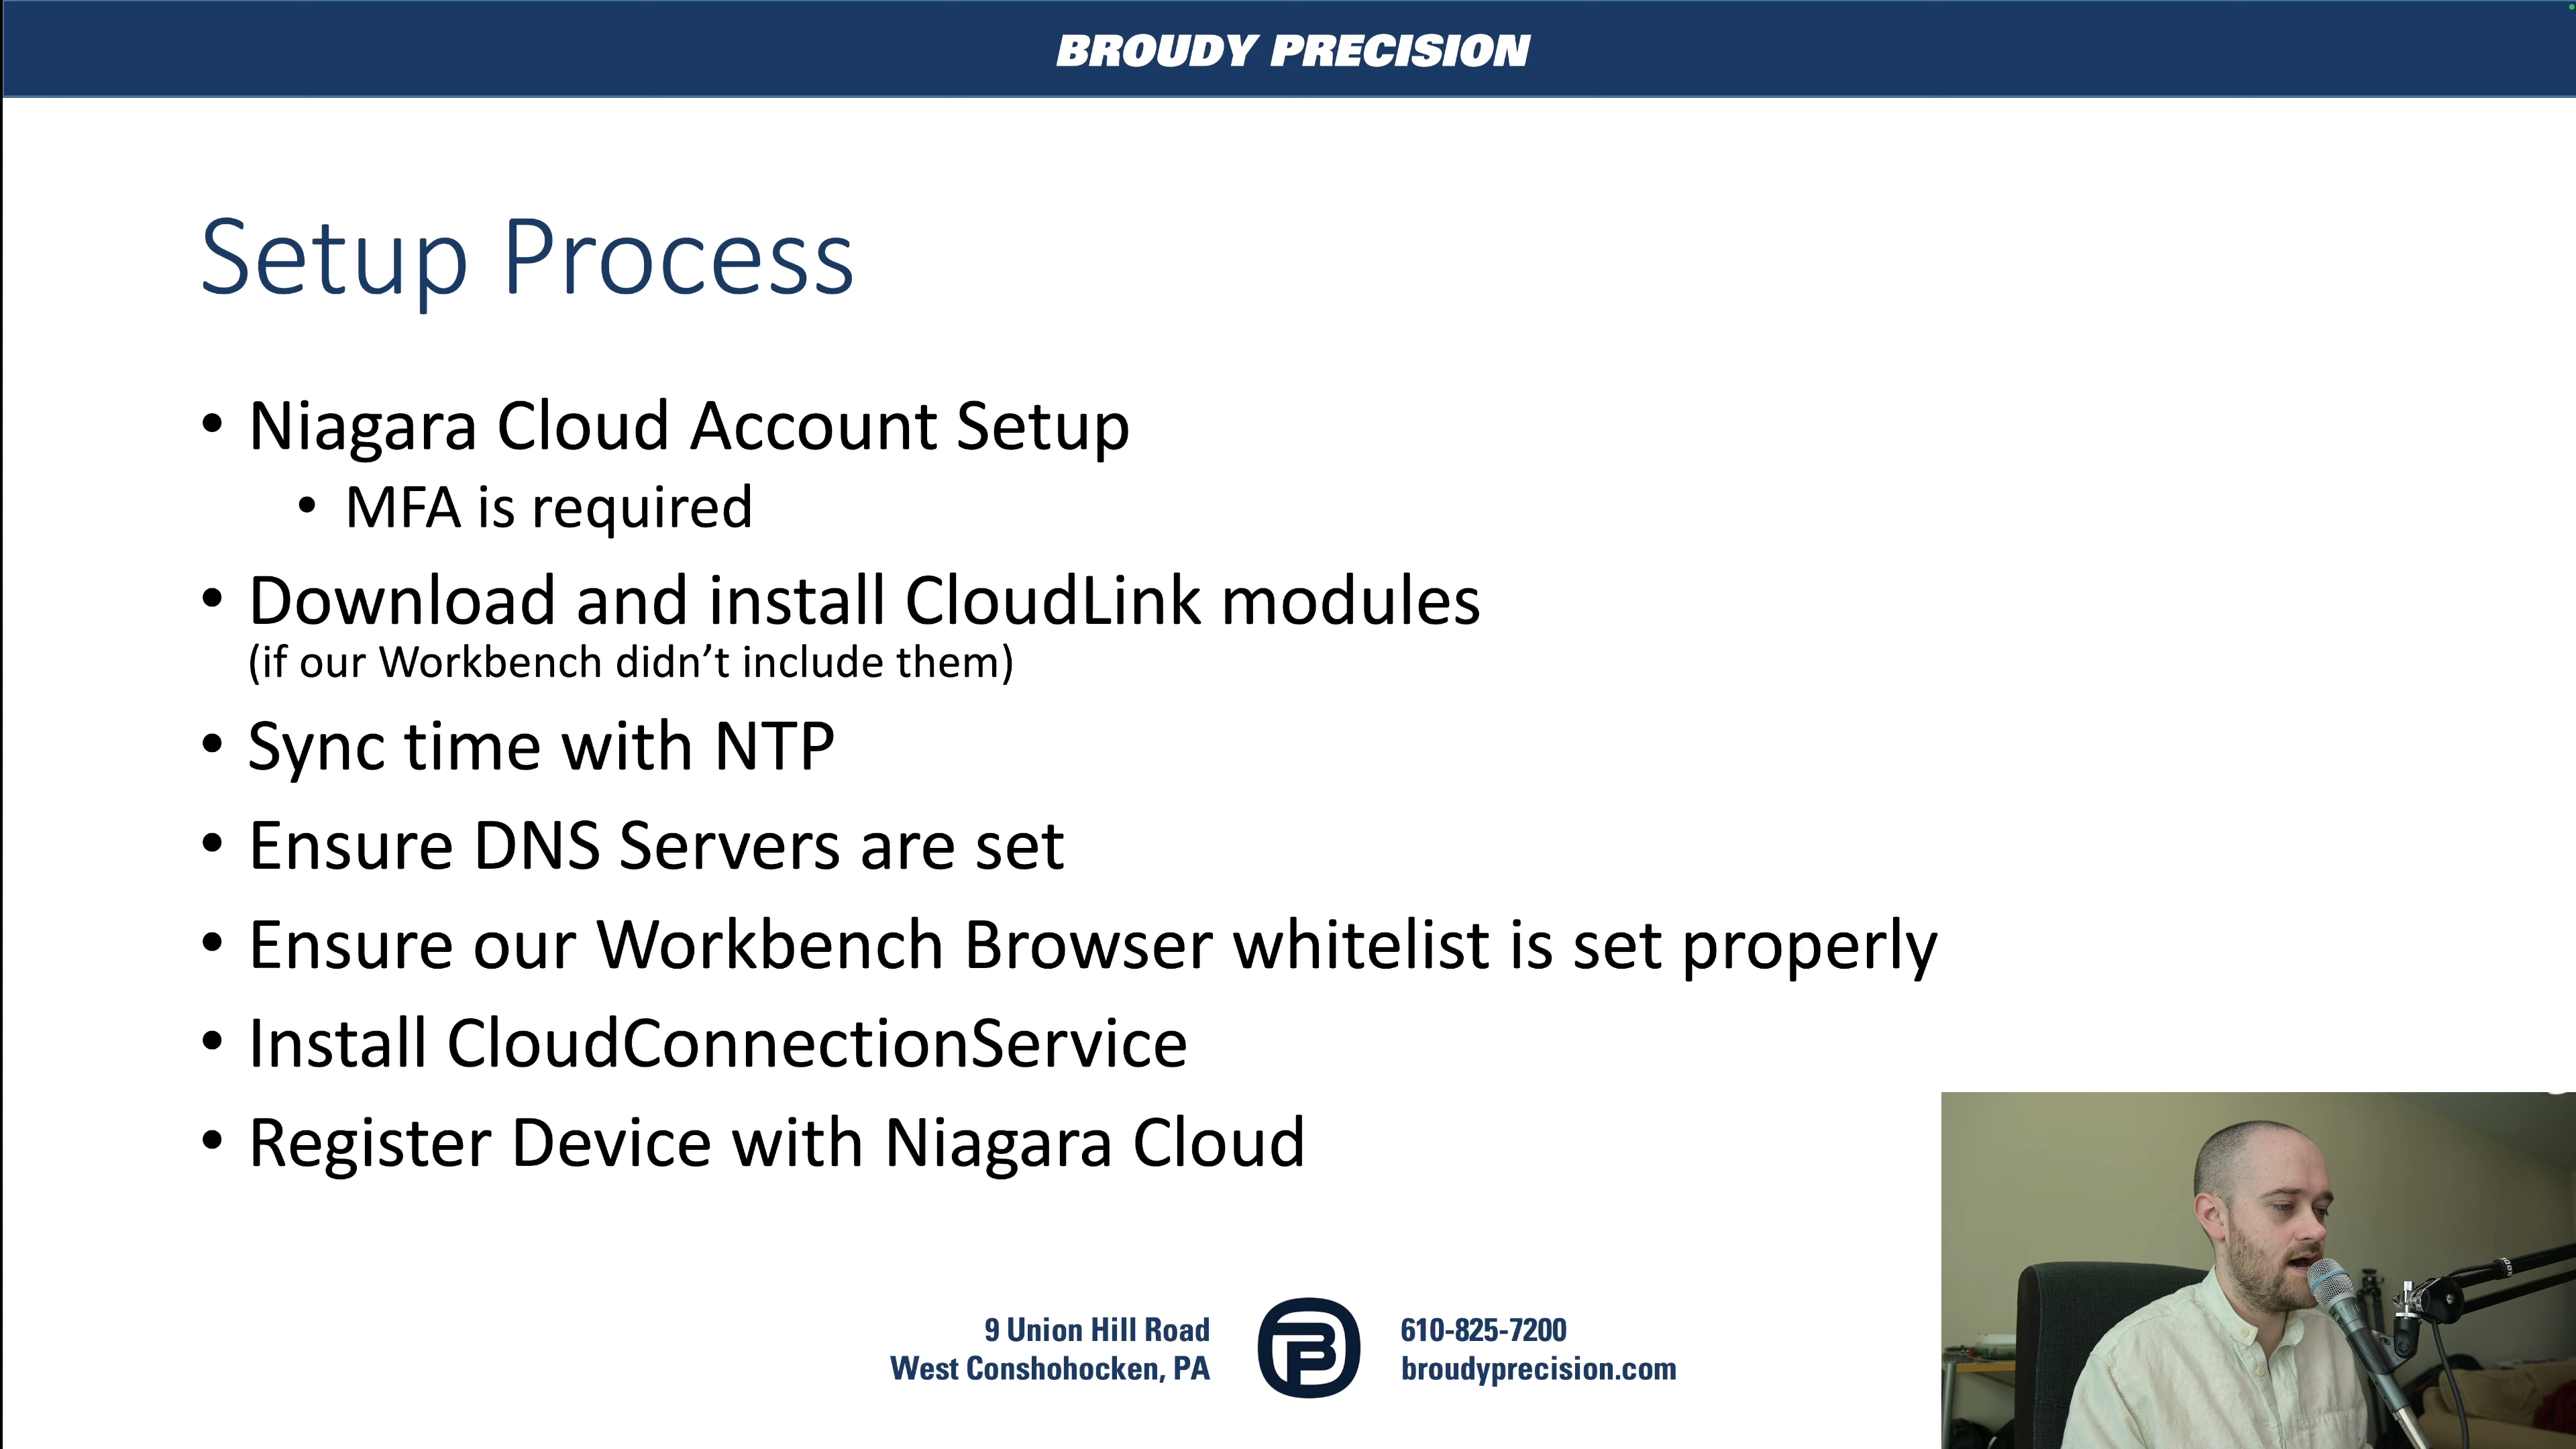 BROUDY PRECISION
Setup Process
• Niagara Cloud Account Setup
• MFA is required
• Download and install CloudLink modules
(if our Workbench didn’t include them)
• Sync time with NTP
• Ensure DNS Servers are set
• Ensure our Workbench Browser whitelist is set properly
• Install CloudConnectionService
• Register Device with Niagara Cloud
9 Union Hill Road
West Conshohocken, PA
610-825-7200
broudyprecision.com